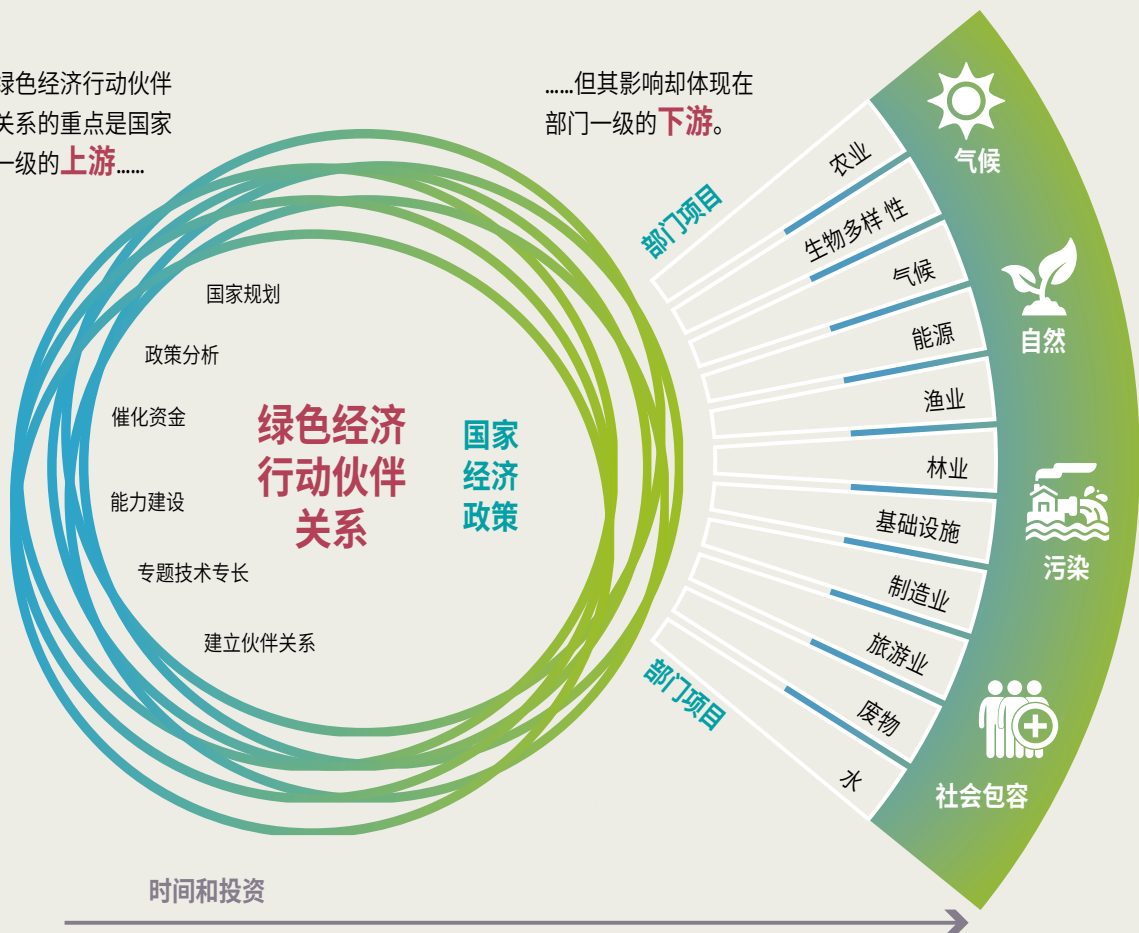 绿色经济行动伙伴
关系的重点是国家
一级的上游……
……但其影响却体现在
部门一级的下游。
国家规划
政策分析
催化资金
能力建设
专题技术专长
建立伙伴关系
绿色经济
行动伙伴
关系
国家
经济
政策
部门项目
农业
生物多样性
气候
能源
渔业
林业
基础设施
制造业
旅游业
废物
水
部门项目
气候
自然
污染
社会包容
时间和投资